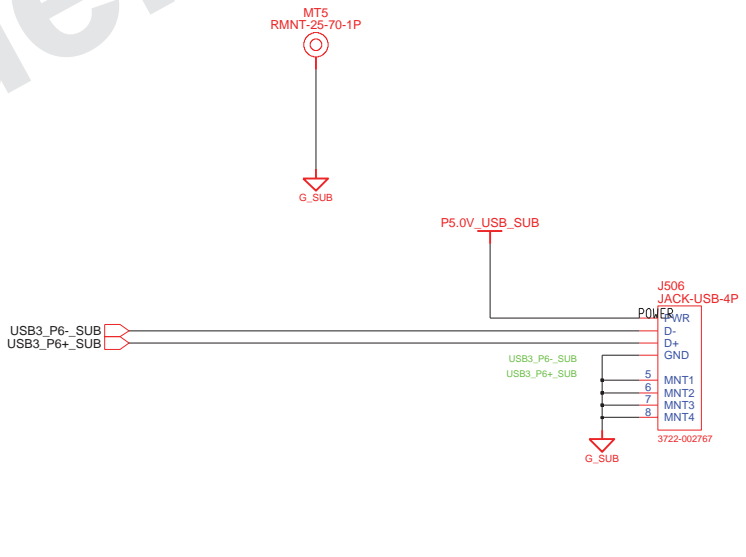 MT5
RMNT-25-70-1P
G_SUB
P5.0V_USB_SUB
J506
JACK-USB-4P
POWER
PWR
USB3_P6-_SUB
D-
USB3_P6+_SUB
D+
USB3_P6-_SUB
GND
USB3_P6+_SUB
5 MNT1
6 MNT2
7 MNT3
8 MNT4
3722-002767
G_SUB